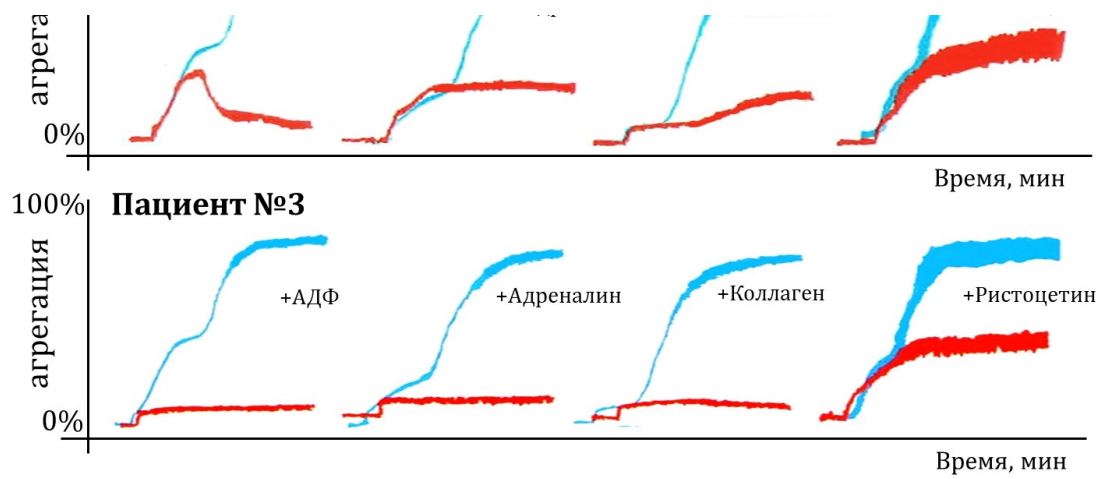 агрега
0%
Время, мин
100%
Пациент №3
агрегация
+АДФ
+Адреналин
+Коллаген
+Ристоцетин
0%
Время, мин